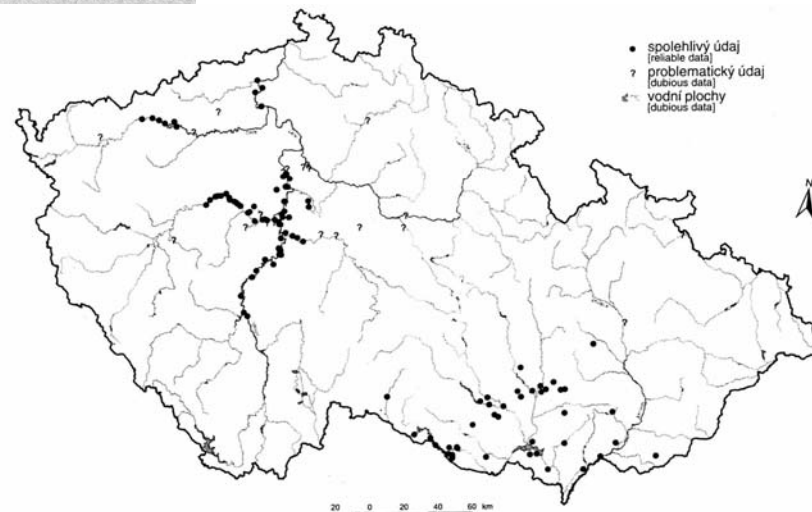 ● spolehlivý údaj
[reliable data]
? problematický údaj
[dubious data]
vodní plochy
[dubious data]
N
20 0 20 40 60 km